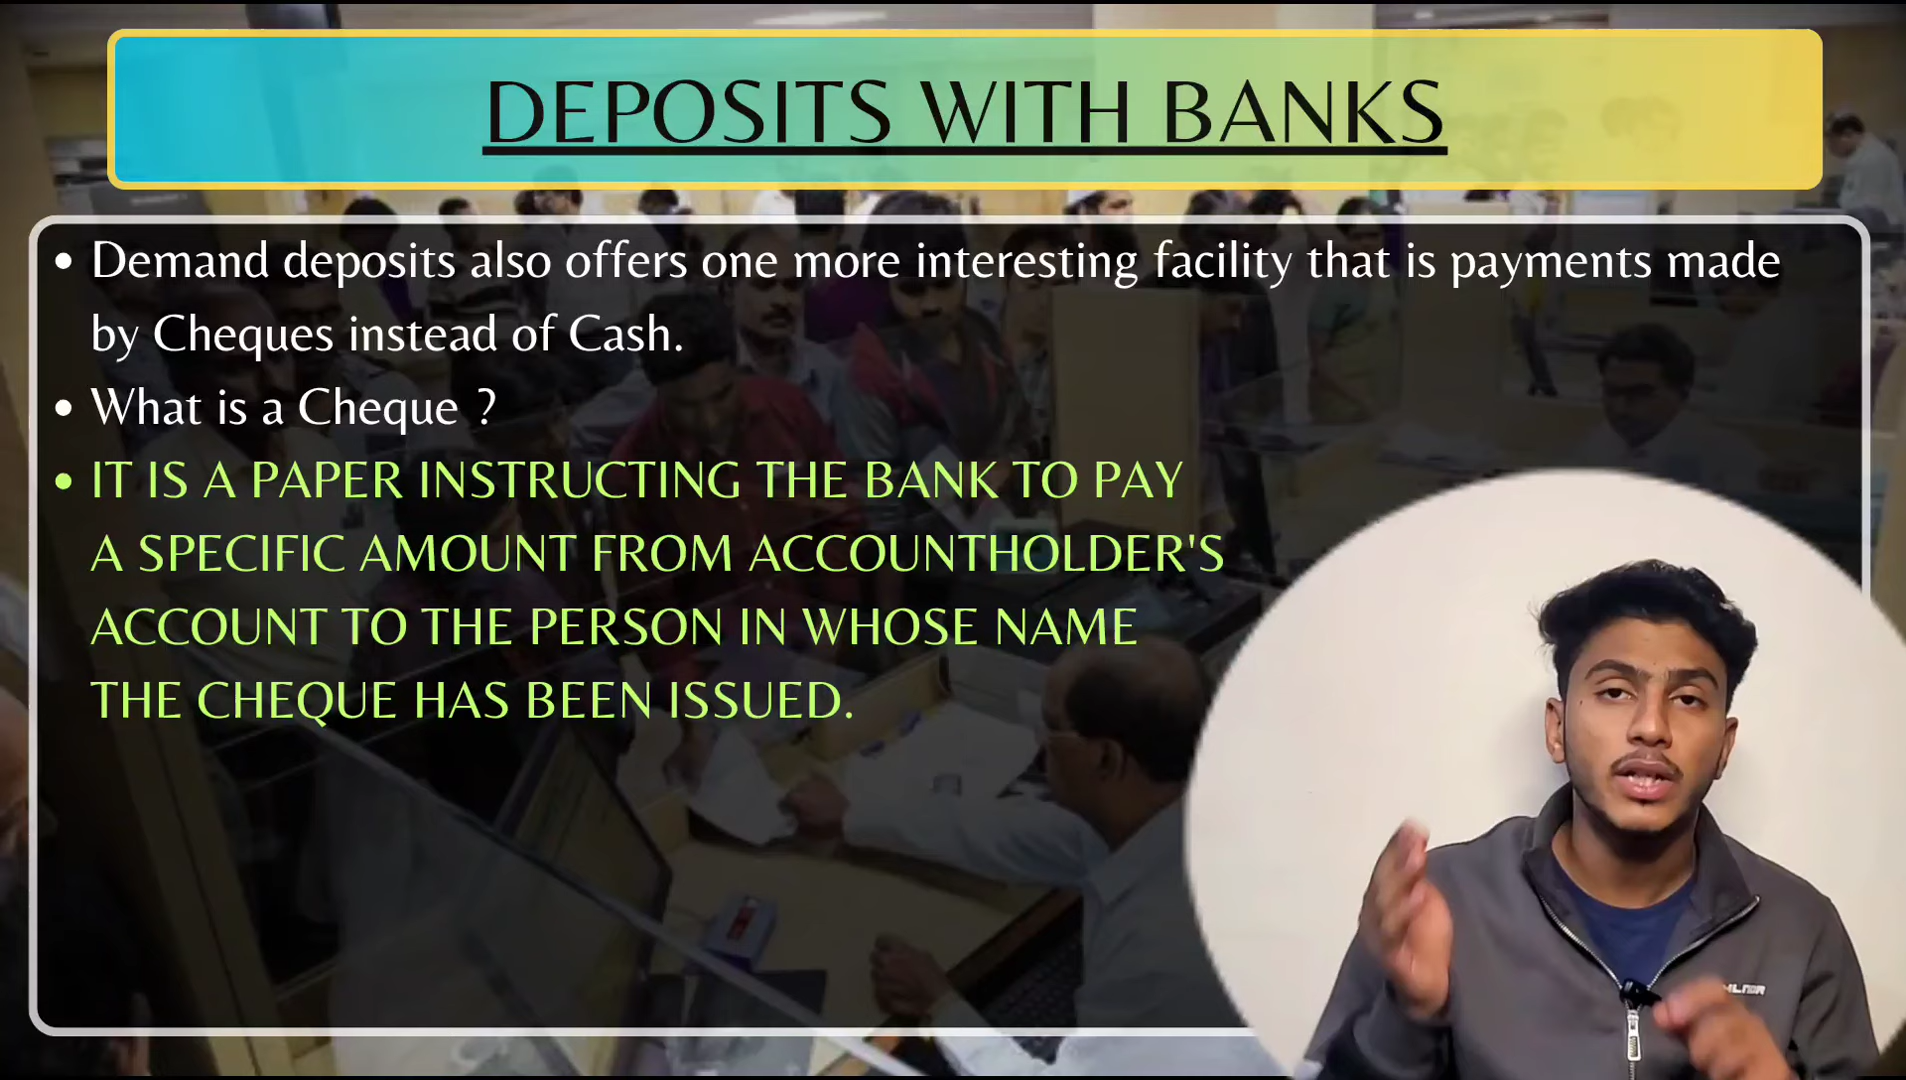 DEPOSITS WITH BANKS
• Demand deposits also offers one more interesting facility that is payments made
by Cheques instead of Cash.
• What is a Cheque ?
• IT IS A PAPER INSTRUCTING THE BANK TO PAY
A SPECIFIC AMOUNT FROM ACCOUNTHOLDER'S
ACCOUNT TO THE PERSON IN WHOSE NAME
THE CHEQUE HAS BEEN ISSUED.